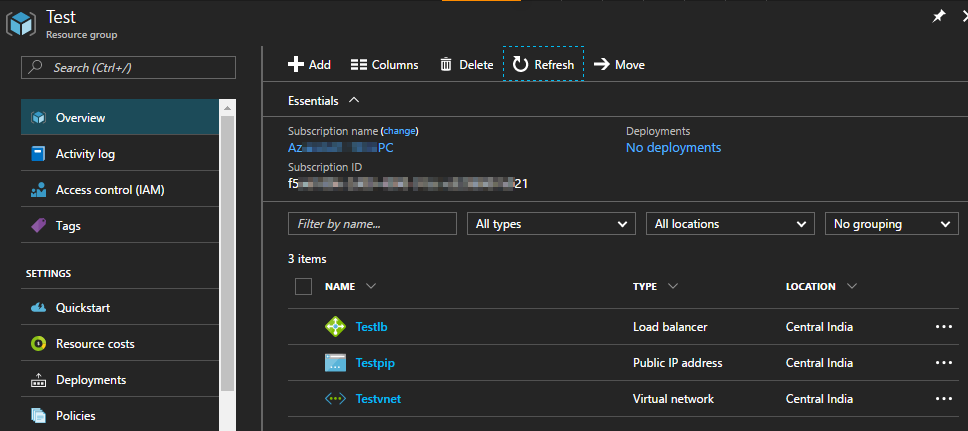 Test
Resource group
Search (Ctrl+/)
Overview
Activity log
Access control (IAM)
Tags
SETTINGS
Quickstart
Resource costs
Deployments
Policies
Add Columns Delete Refresh Move
Essentials
Subscription name (change) Deployments
No deployments
Subscription ID
Filter by name... All types All locations No grouping
3 items
NAME TYPE LOCATION
Testlb Load balancer Central India
Testpip Public IP address Central India
Testvnet Virtual network Central India